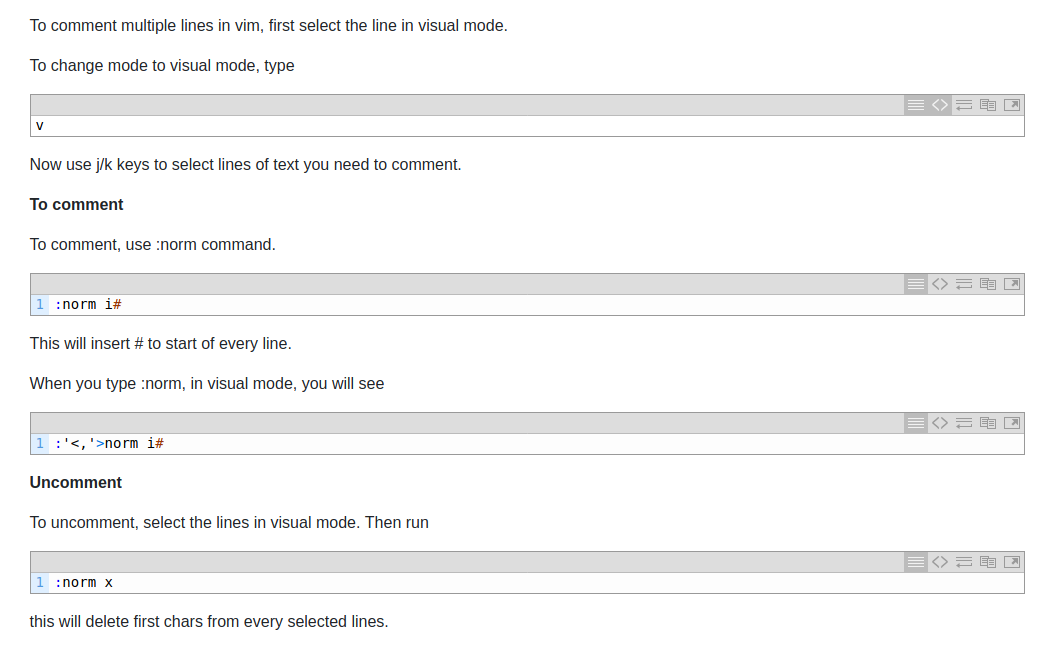 To comment multiple lines in vim, first select the line in visual mode.
To change mode to visual mode, type
v
Now use j/k keys to select lines of text you need to comment.
To comment
To comment, use :norm command.
1 :norm i#
This will insert # to start of every line.
When you type :norm, in visual mode, you will see
1 :'<,'>norm i#
Uncomment
To uncomment, select the lines in visual mode. Then run
1 :norm x
this will delete first chars from every selected lines.